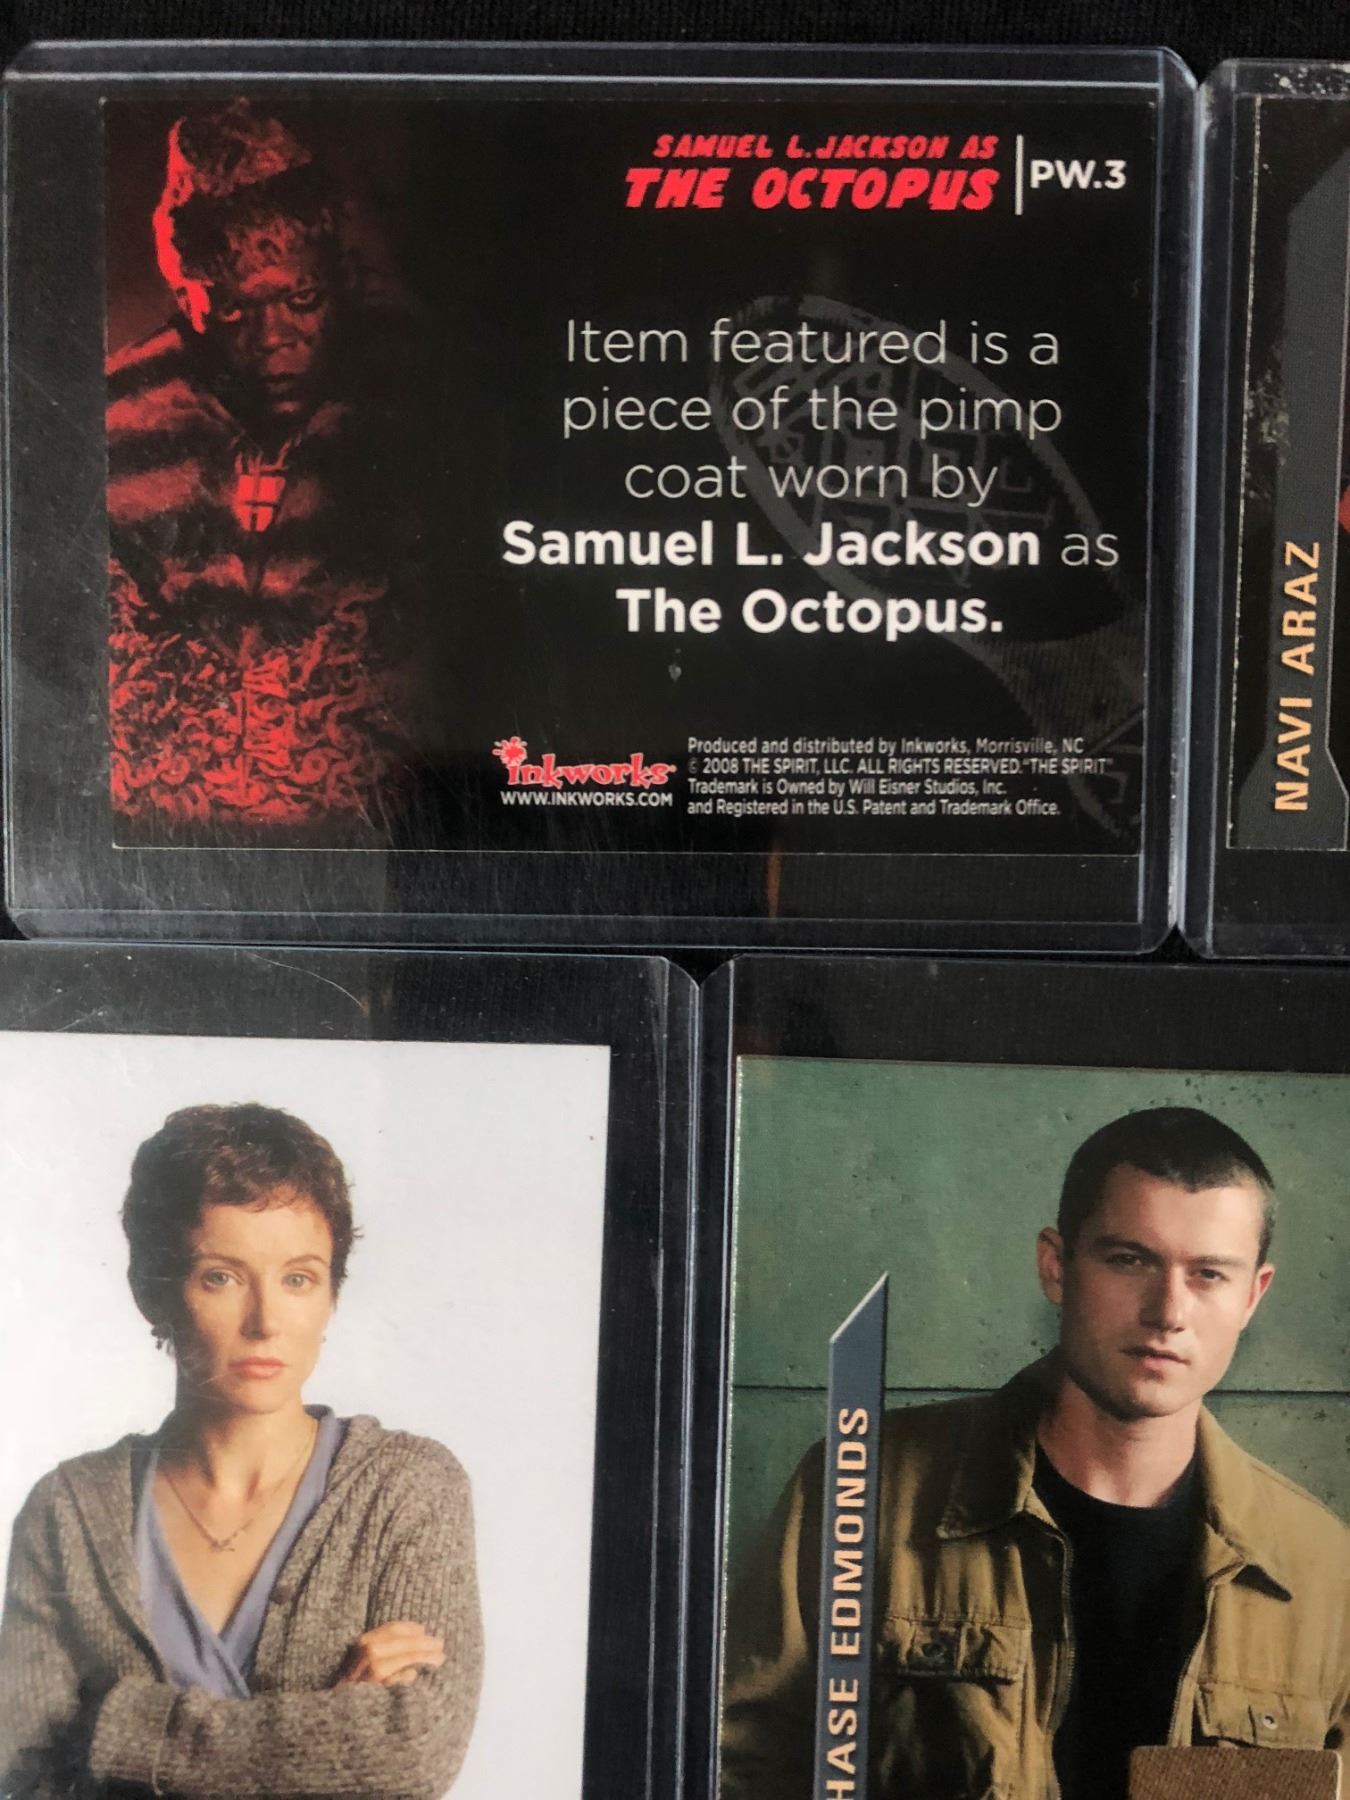 SAMUEL L. JACKSON AS
THE OCTOPUS
PW.3
Item featured is a
piece of the pimp
coat worn by
Samuel L. Jackson as
The Octopus.
inkworks
WWW.INKWORKS.COM
Produced and distributed by Inkworks, Morrisville, NC
© 2008 THE SPIRIT, LLC. ALL RIGHTS RESERVED. "THE SPIRIT"
Trademark is Owned by Will Eisner Studios, Inc.
and Registered in the U.S. Patent and Trademark Office.
NAVI ARAZ
HASE EDMONDS